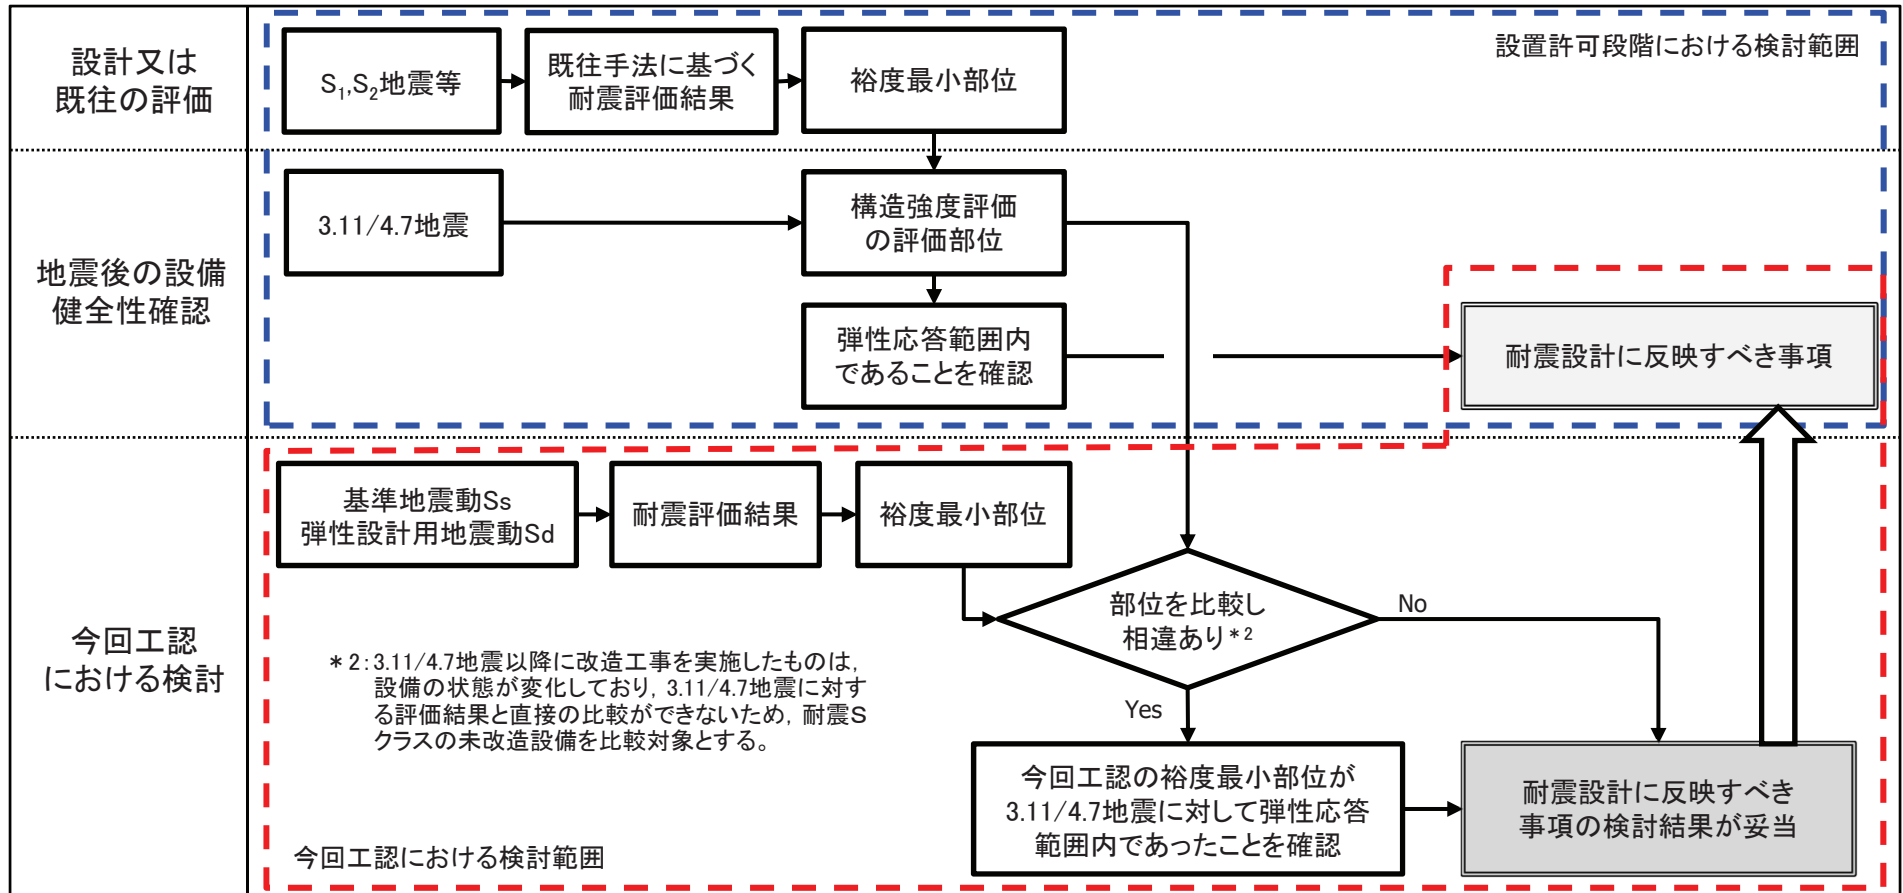 設計又は
既往の評価
S₁,S₂地震等
既往手法に基づく
耐震評価結果
裕度最小部位
設置許可段階における検討範囲
地震後の設備
健全性確認
3.11/4.7地震
構造強度評価
の評価部位
弾性応答範囲内
であることを確認
耐震設計に反映すべき事項
今回工認
における検討
基準地震動Ss
弾性設計用地震動Sd
耐震評価結果
裕度最小部位
部位を比較し
相違あり*2
No
Yes
*2:3.11/4.7地震以降に改造工事を実施したものは,
設備の状態が変化しており, 3.11/4.7地震に対す
る評価結果と直接の比較ができないため, 耐震S
クラスの未改造設備を比較対象とする。
今回工認の裕度最小部位が
3.11/4.7地震に対して弾性応答
範囲内であったことを確認
耐震設計に反映すべき
事項の検討結果が妥当
今回工認における検討範囲